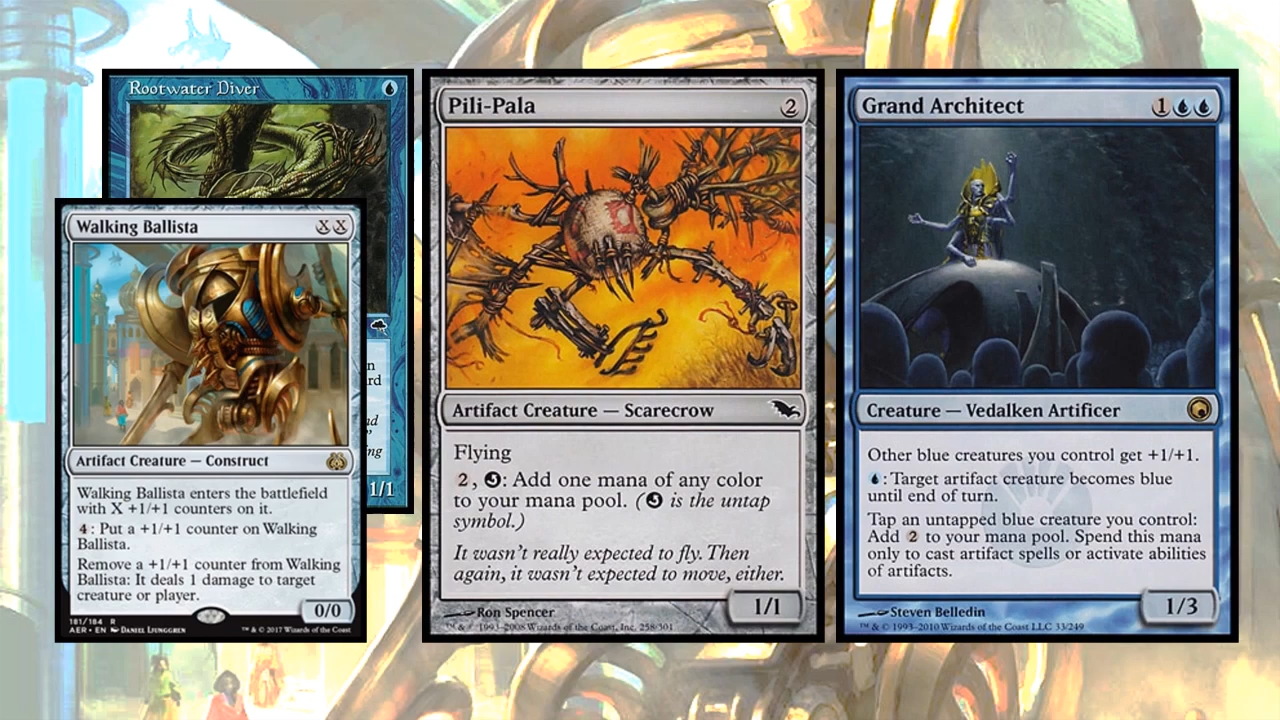 Rootwater Diver
1/1
Walking Ballista XX
Artifact Creature — Construct
Walking Ballista enters the battlefield
with X +1/+1 counters on it.
4: Put a +1/+1 counter on Walking
Ballista.
Remove a +1/+1 counter from Walking
Ballista: It deals 1 damage to target
creature or player.
0/0
181/184 R
AER • EN Daniel Ljunggren
™ & © 2017 Wizards of the Coast
Pili-Pala 2
Artifact Creature — Scarecrow
Flying
2, : Add one mana of any color
to your mana pool. ( is the untap
symbol.)
It wasn't really expected to fly. Then
again, it wasn't expected to move, either.
1/1
Ron Spencer
™ & © 1993–2008 Wizards of the Coast, Inc. 258/301
Grand Architect 1
Creature — Vedalken Artificer
Other blue creatures you control get +1/+1.
: Target artifact creature becomes blue
until end of turn.
Tap an untapped blue creature you control:
Add 2 to your mana pool. Spend this mana
only to cast artifact spells or activate abilities
of artifacts.
1/3
Steven Belledin
™ & © 1993–2010 Wizards of the Coast LLC 33/249